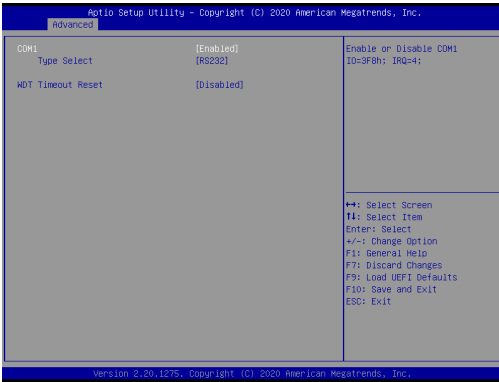 Aptio Setup Utility - Copyright (C) 2020 American Megatrends, Inc.
Advanced
COM1 [Enabled]
Type Select [RS232]
WDT Timeout Reset [Disabled]
Enable or Disable COM1
IO=3F8h; IRQ=4;
↔: Select Screen
↑↓: Select Item
Enter: Select
+/-: Change Option
F1: General Help
F7: Discard Changes
F9: Load UEFI Defaults
F10: Save and Exit
ESC: Exit
Version 2.20.1275. Copyright (C) 2020 American Megatrends, Inc.